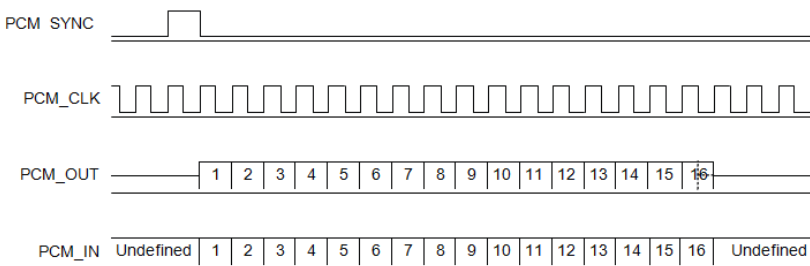 PCM SYNC
PCM_CLK
PCM_OUT 1 2 3 4 5 6 7 8 9 10 11 12 13 14 15 16
PCM_IN Undefined 1 2 3 4 5 6 7 8 9 10 11 12 13 14 15 16 Undefined